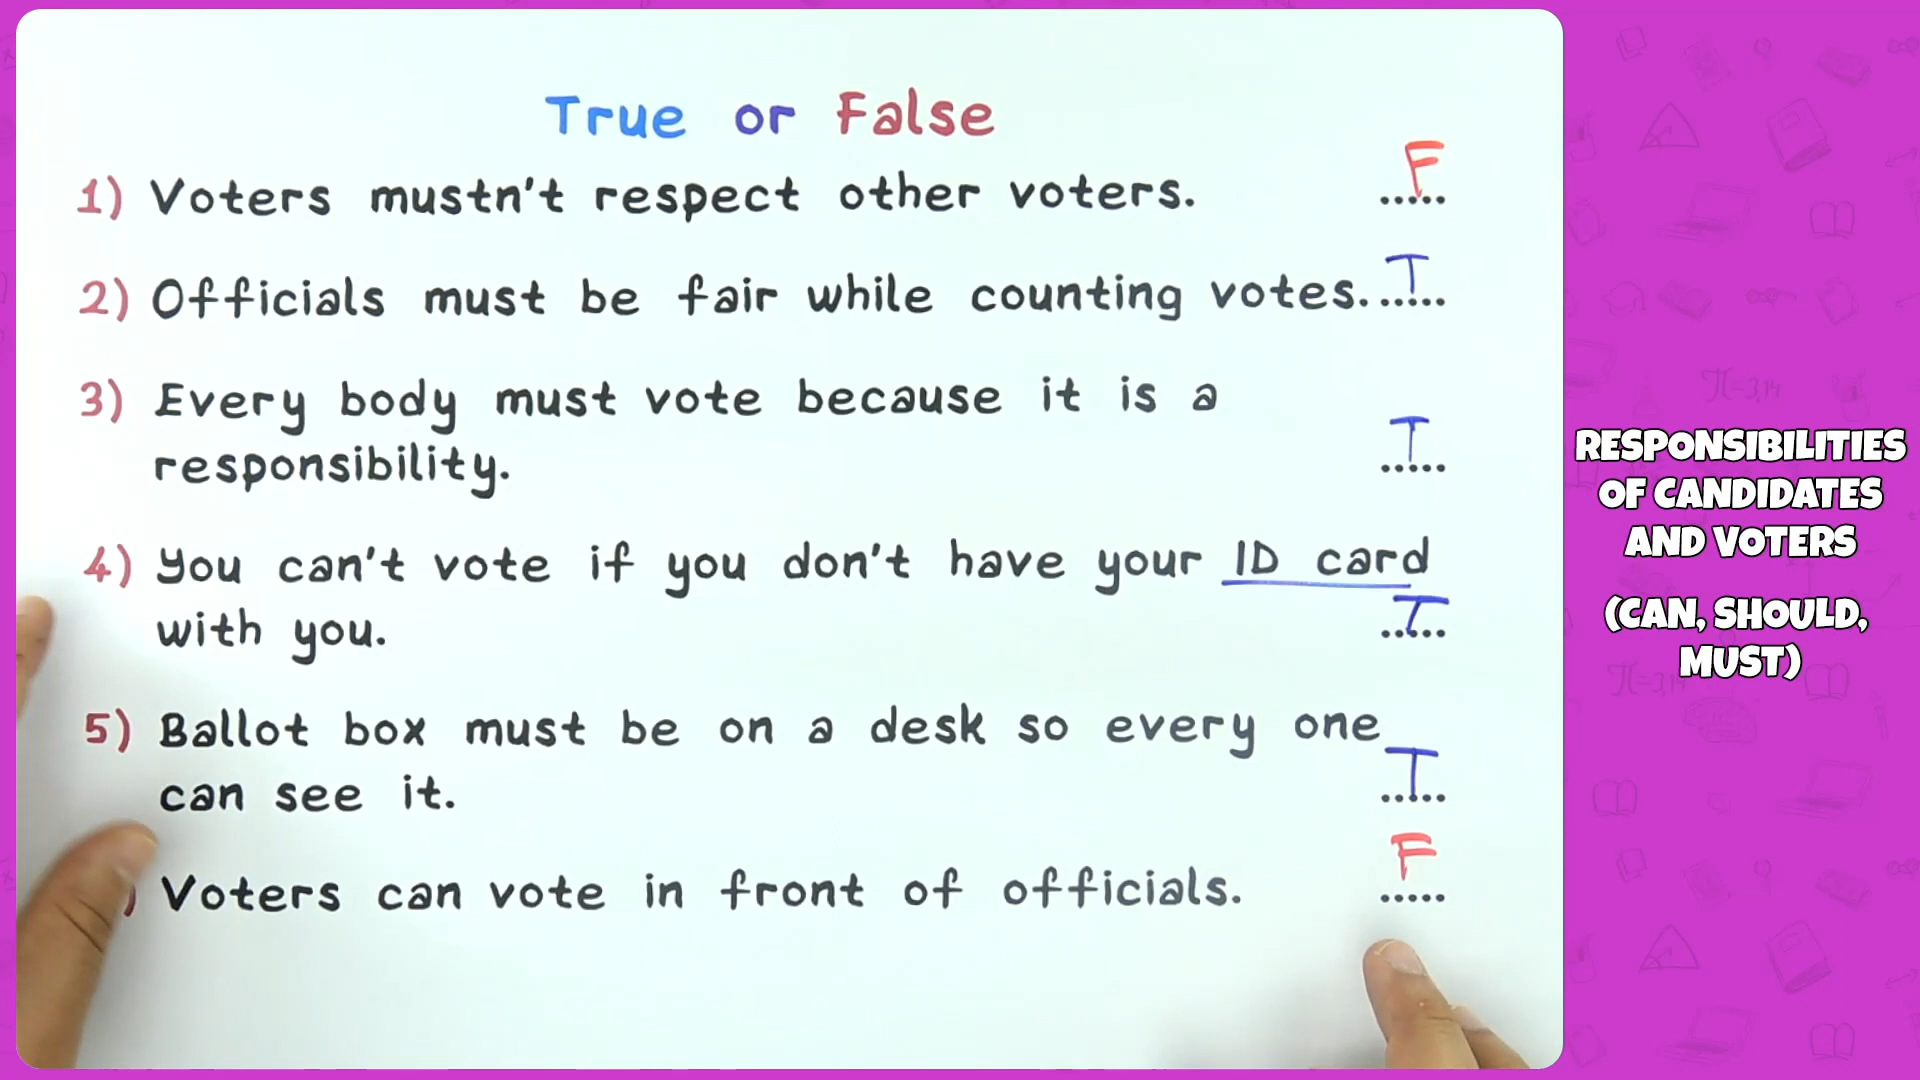 True or False
1) Voters mustn't respect other voters. ..... F
2) Officials must be fair while counting votes. ..... T
3) Every body must vote because it is a
responsibility. ..... T
4) You can't vote if you don't have your ID card
with you. ..... T
5) Ballot box must be on a desk so every one
can see it. ..... T
) Voters can vote in front of officials. ..... F
RESPONSIBILITIES
OF CANDIDATES
AND VOTERS
(CAN, SHOULD,
MUST)